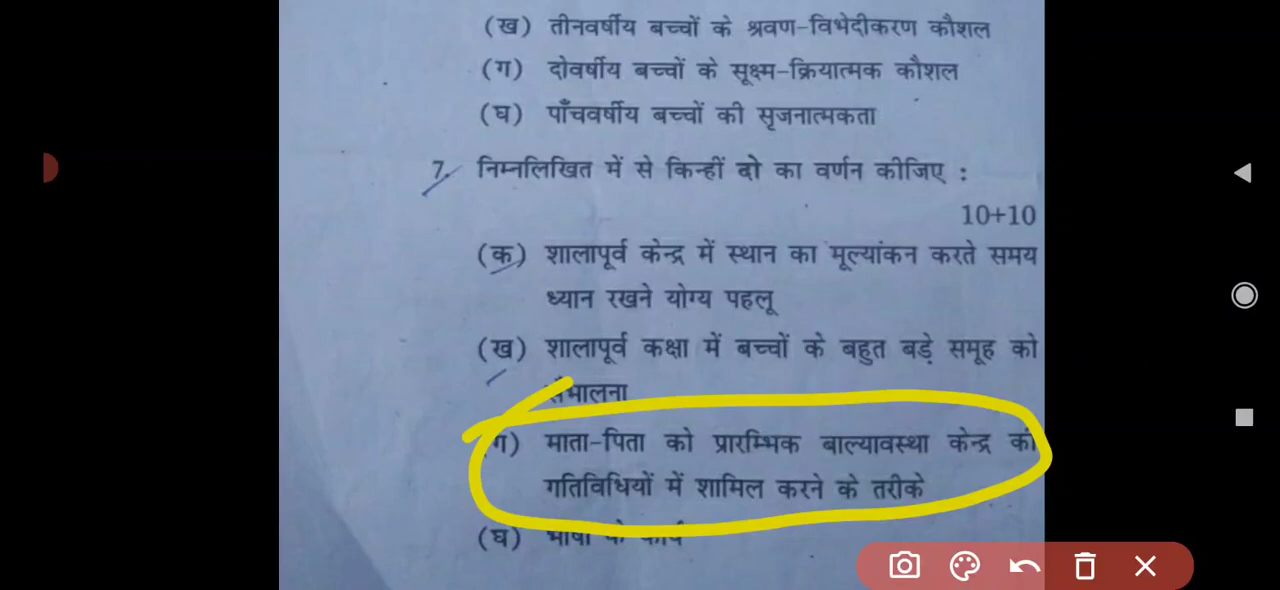 (ख) तीनवर्षीय बच्चों के श्रवण-विभेदीकरण कौशल
(ग) दोवर्षीय बच्चों के सूक्ष्म-क्रियात्मक कौशल
(घ) पाँचवर्षीय बच्चों की सृजनात्मकता
7. निम्नलिखित में से किन्हीं दो का वर्णन कीजिए :
10+10
(क) शालापूर्व केन्द्र में स्थान का मूल्यांकन करते समय
ध्यान रखने योग्य पहलू
(ख) शालापूर्व कक्षा में बच्चों के बहुत बड़े समूह को
संभालना
(ग) माता-पिता को प्रारम्भिक बाल्यावस्था केन्द्र की
गतिविधियों में शामिल करने के तरीके
(घ) भाषा के कार्य